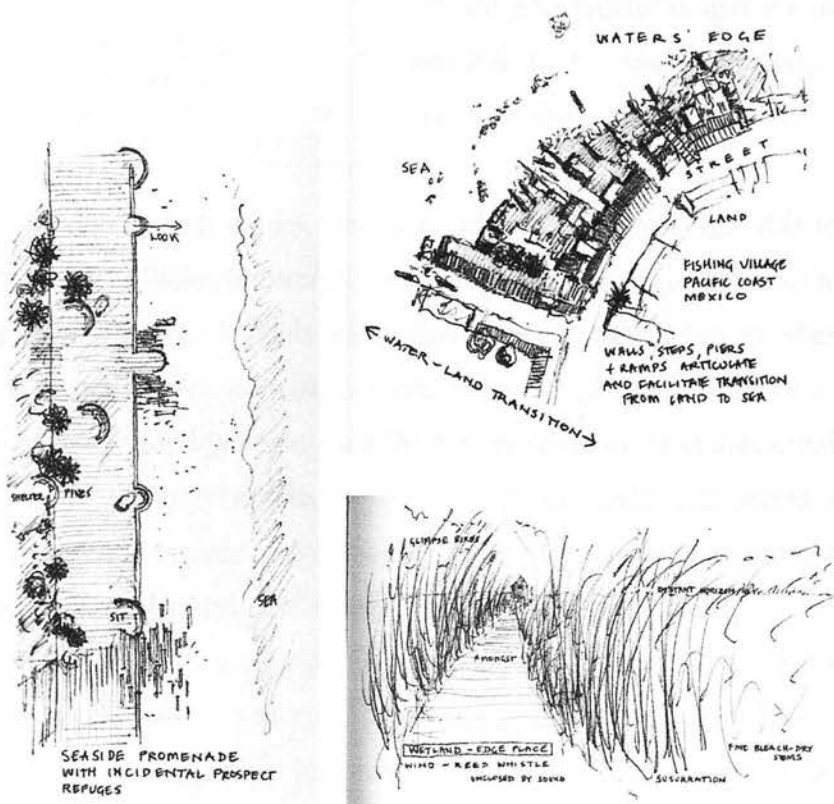 WATERS' EDGE
SEA
STREET
LAND
FISHING VILLAGE
PACIFIC COAST
MEXICO
WATER-LAND TRANSITION
WALLS, STEPS, PIERS
+ RAMPS ARTICULATE
AND FACILITATE TRANSITION
FROM LAND TO SEA
LOOK
SHELTER PINES
SIT
SEA
SEASIDE PROMENADE
WITH INCIDENTAL PROSPECT
REFUGES
GLIMPSE
DISTANT HORIZON
AMONGST
WETLAND - EDGE PLACE
WIND - REED WHISTLE
ENCLOSED BY SOUND
SUSURRATION
FINE BLEACH-DRY
STEMS